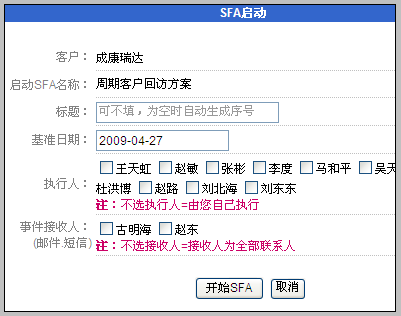 SFA启动
客户： 成康瑞达
启动SFA名称： 周期客户回访方案
标题： 可不填，为空时自动生成序号
基准日期： 2009-04-27
王天虹 赵敏 张彬 李度 马和平 吴天
执行人： 杜洪博 赵路 刘北海 刘东东
注：不选执行人=由您自己执行
事件接收人： 古明海 赵东
(邮件.短信) 注：不选接收人=接收人为全部联系人
开始SFA 取消